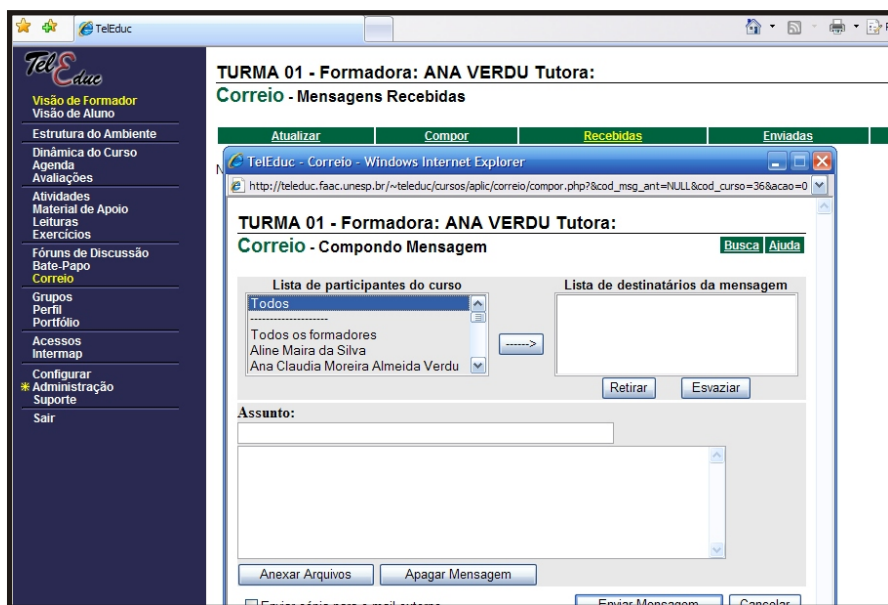 TelEduc
TelEduc
Visão de Formador
Visão de Aluno
Estrutura do Ambiente
Dinâmica do Curso
Agenda
Avaliações
Atividades
Material de Apoio
Leituras
Exercícios
Fóruns de Discussão
Bate-Papo
Correio
Grupos
Perfil
Portfólio
Acessos
Intermap
Configurar
Administração
Suporte
Sair
TURMA 01 - Formadora: ANA VERDU Tutora:
Correio - Mensagens Recebidas
Atualizar Compor Recebidas Enviadas
N
TelEduc - Correio - Windows Internet Explorer
http://teleduc.faac.unesp.br/~teleduc/cursos/aplic/correio/compor.php?&cod_msg_ant=NULL&cod_curso=36&acao=0
TURMA 01 - Formadora: ANA VERDU Tutora:
Correio - Compondo Mensagem Busca Ajuda
Lista de participantes do curso Lista de destinatários da mensagem
Todos
--------------------
Todos os formadores
Aline Maira da Silva
Ana Claudia Moreira Almeida Verdu
------>
Retirar Esvaziar
Assunto:
Anexar Arquivos Apagar Mensagem
Enviar cópia para e-mail externo Enviar Mensagem Cancelar